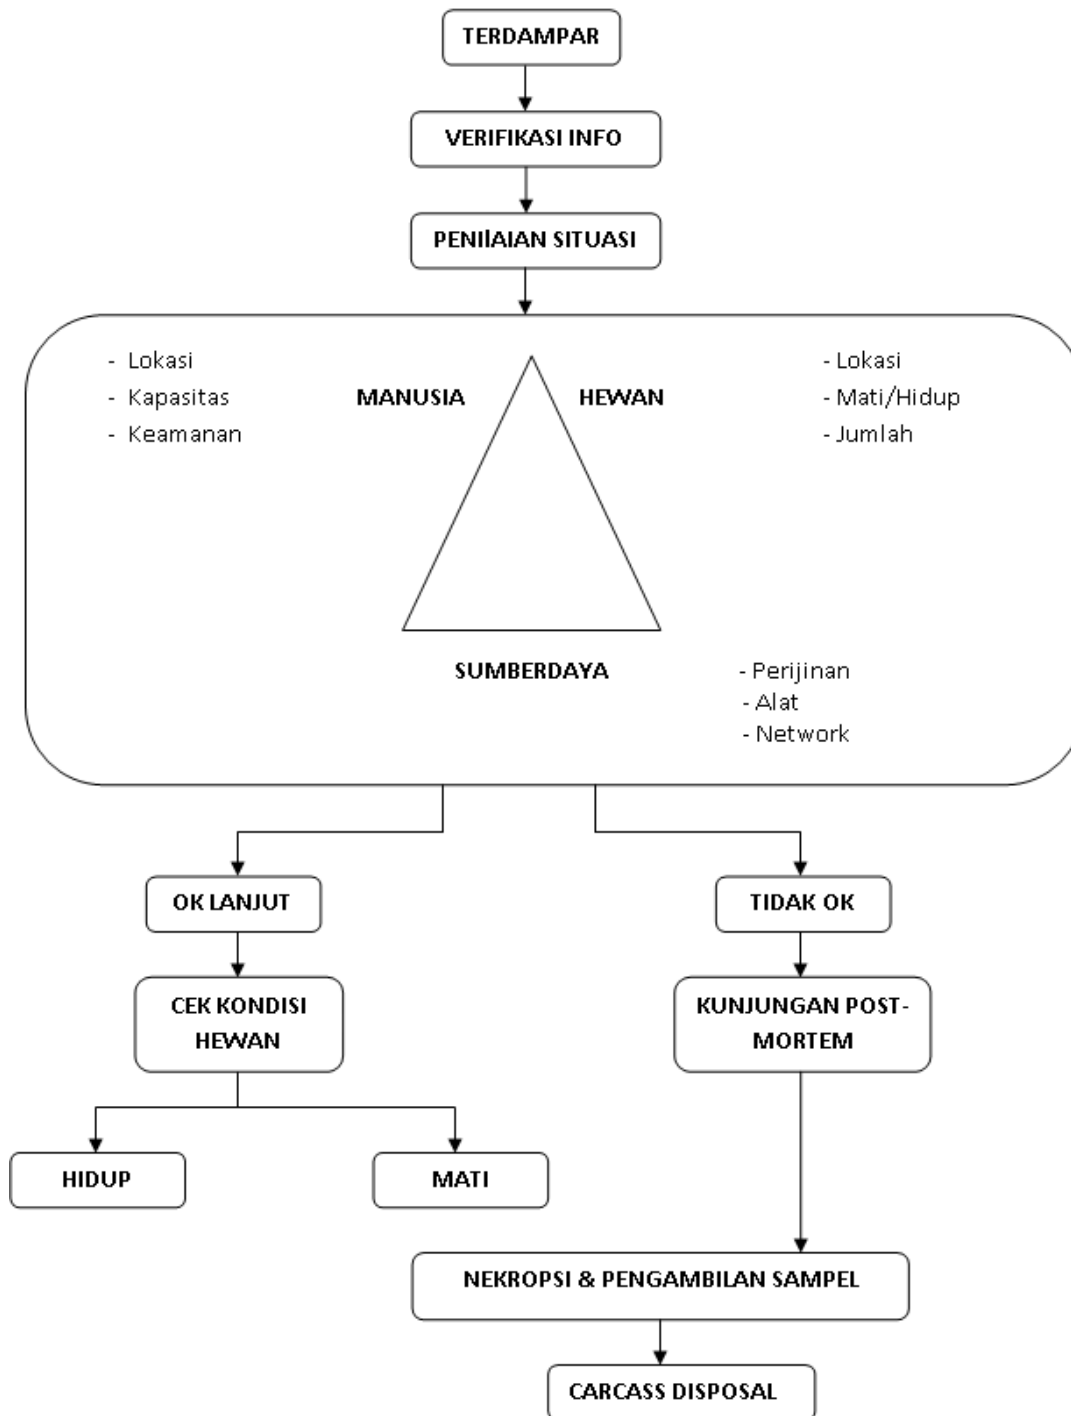 TERDAMPAR
VERIFIKASI INFO
PENIlAIAN SITUASI
- Lokasi
- Kapasitas
- Keamanan
MANUSIA
HEWAN
- Lokasi
- Mati/Hidup
- Jumlah
SUMBERDAYA
- Perijinan
- Alat
- Network
OK LANJUT
TIDAK OK
CEK KONDISI
HEWAN
KUNJUNGAN POST-
MORTEM
HIDUP
MATI
NEKROPSI & PENGAMBILAN SAMPEL
CARCASS DISPOSAL